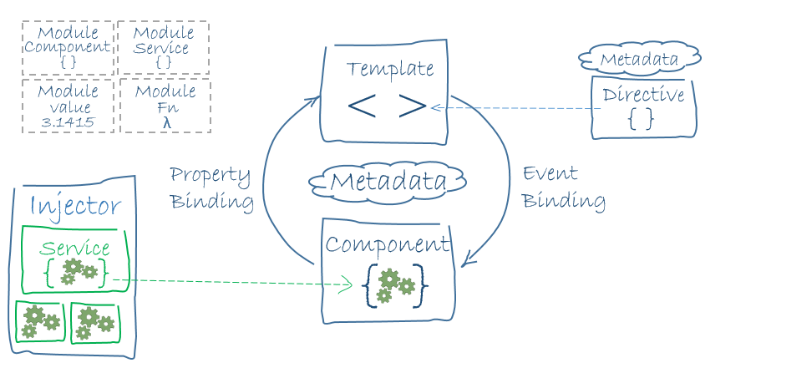 Module
Component
{ }
Module
Service
{ }
Module
value
3.1415
Module
Fn
λ
Template
< >
Metadata
Directive
{ }
Property
Binding
Metadata
Event
Binding
Injector
Service
{ }
Component
{ }